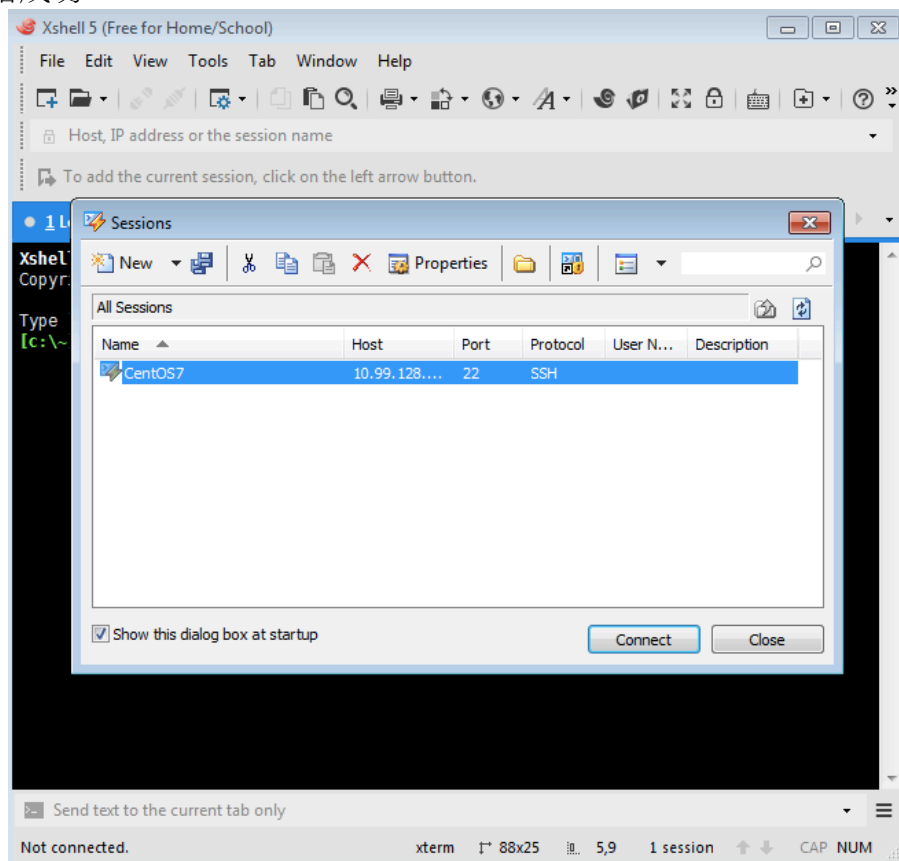 Xshell 5 (Free for Home/School)
File Edit View Tools Tab Window Help
Host, IP address or the session name
To add the current session, click on the left arrow button.
1 L
Sessions
Xshel
Copyr
New Properties
All Sessions
Type
[c:\~
Name Host Port Protocol User N... Description
CentOS7 10.99.128.... 22 SSH
Show this dialog box at startup
Connect Close
Send text to the current tab only
Not connected. xterm 88x25 5,9 1 session CAP NUM